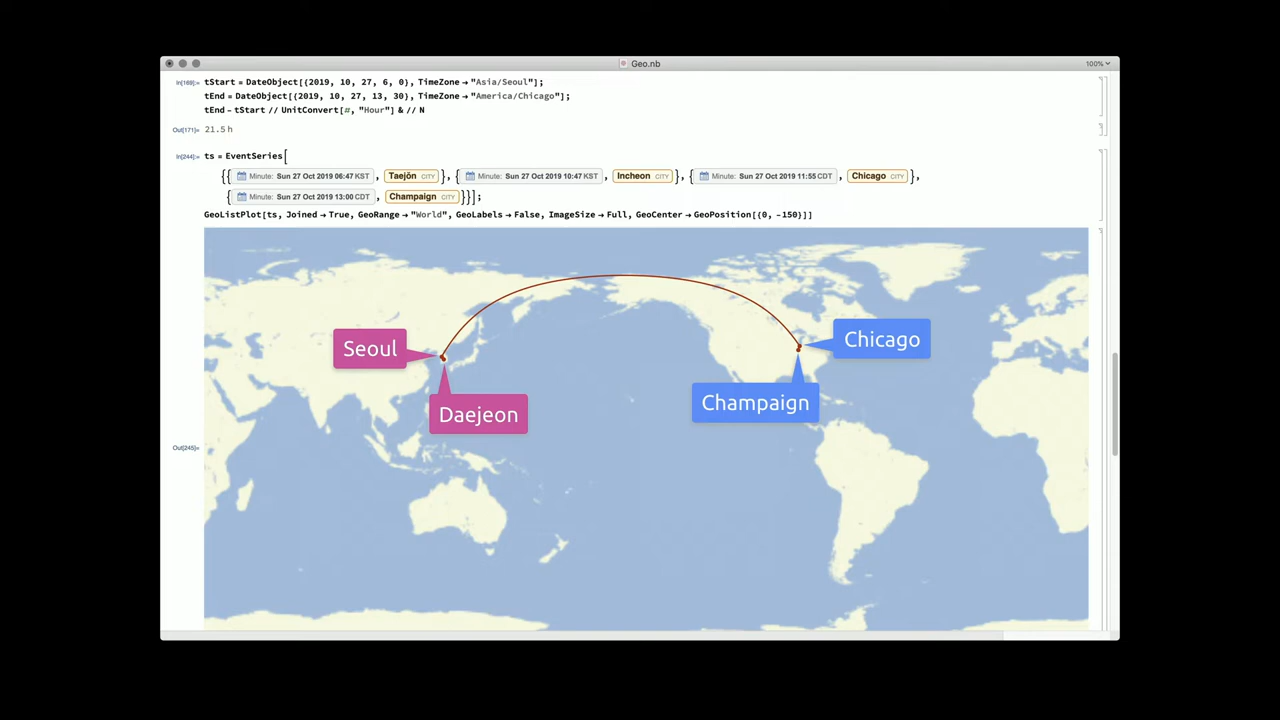 Geo.nb
100%
In[169]:= tStart = DateObject[{2019, 10, 27, 6, 0}, TimeZone → "Asia/Seoul"];
tEnd = DateObject[{2019, 10, 27, 13, 30}, TimeZone → "America/Chicago"];
tEnd - tStart // UnitConvert[#, "Hour"] & // N
Out[171]= 21.5 h
In[244]:= ts = EventSeries[
{{ Minute: Sun 27 Oct 2019 06:47 KST , Taejŏn CITY }, { Minute: Sun 27 Oct 2019 10:47 KST , Incheon CITY }, { Minute: Sun 27 Oct 2019 11:55 CDT , Chicago CITY },
{ Minute: Sun 27 Oct 2019 13:00 CDT , Champaign CITY }}];
GeoListPlot[ts, Joined → True, GeoRange → "World", GeoLabels → False, ImageSize → Full, GeoCenter → GeoPosition[{0, -150}]]
Seoul
Chicago
Champaign
Daejeon
Out[245]=